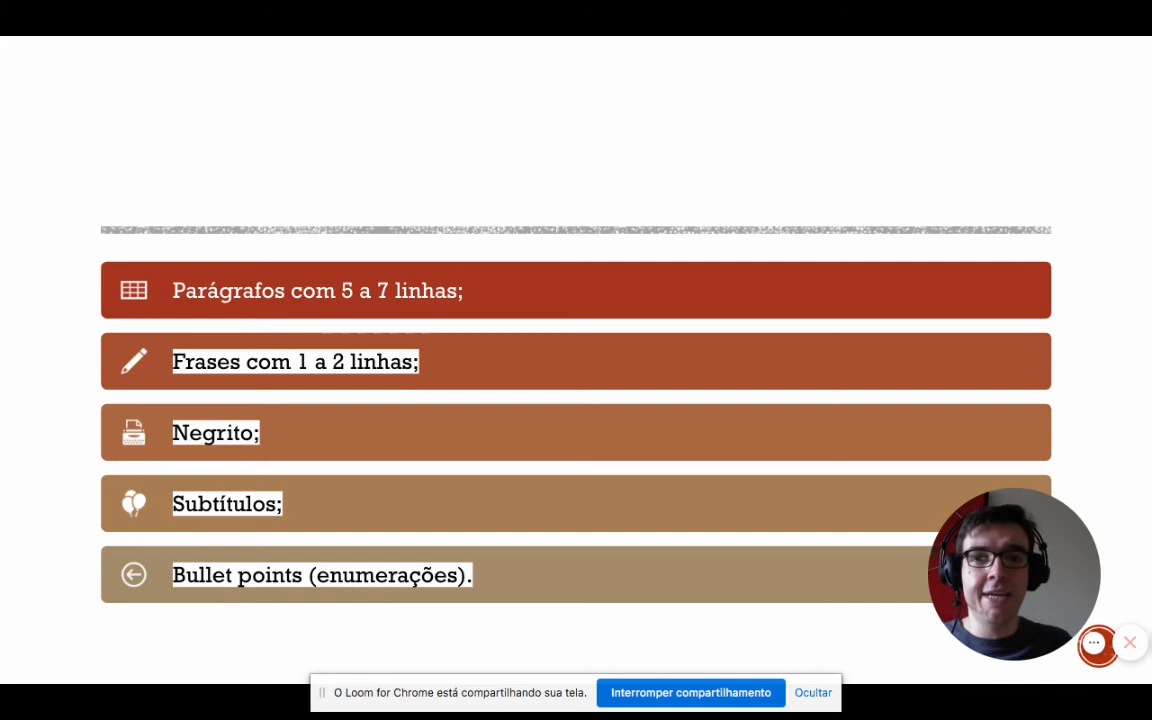 Parágrafos com 5 a 7 linhas;
Frases com 1 a 2 linhas;
Negrito;
Subtítulos;
Bullet points (enumerações).
O Loom for Chrome está compartilhando sua tela.
Interromper compartilhamento
Ocultar